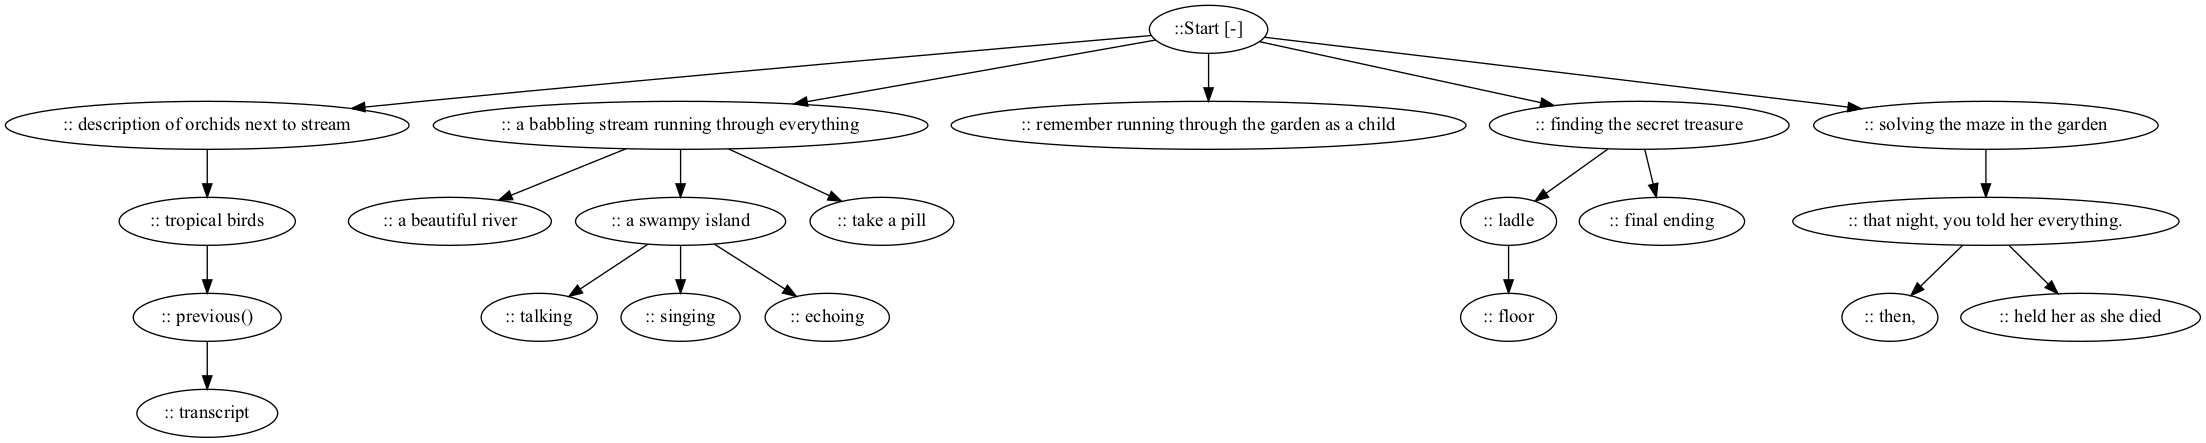 ::Start [-]
:: description of orchids next to stream
:: a babbling stream running through everything
:: remember running through the garden as a child
:: finding the secret treasure
:: solving the maze in the garden
:: tropical birds
:: a beautiful river
:: a swampy island
:: take a pill
:: ladle
:: final ending
:: that night, you told her everything.
:: previous()
:: talking
:: singing
:: echoing
:: floor
:: then,
:: held her as she died
:: transcript